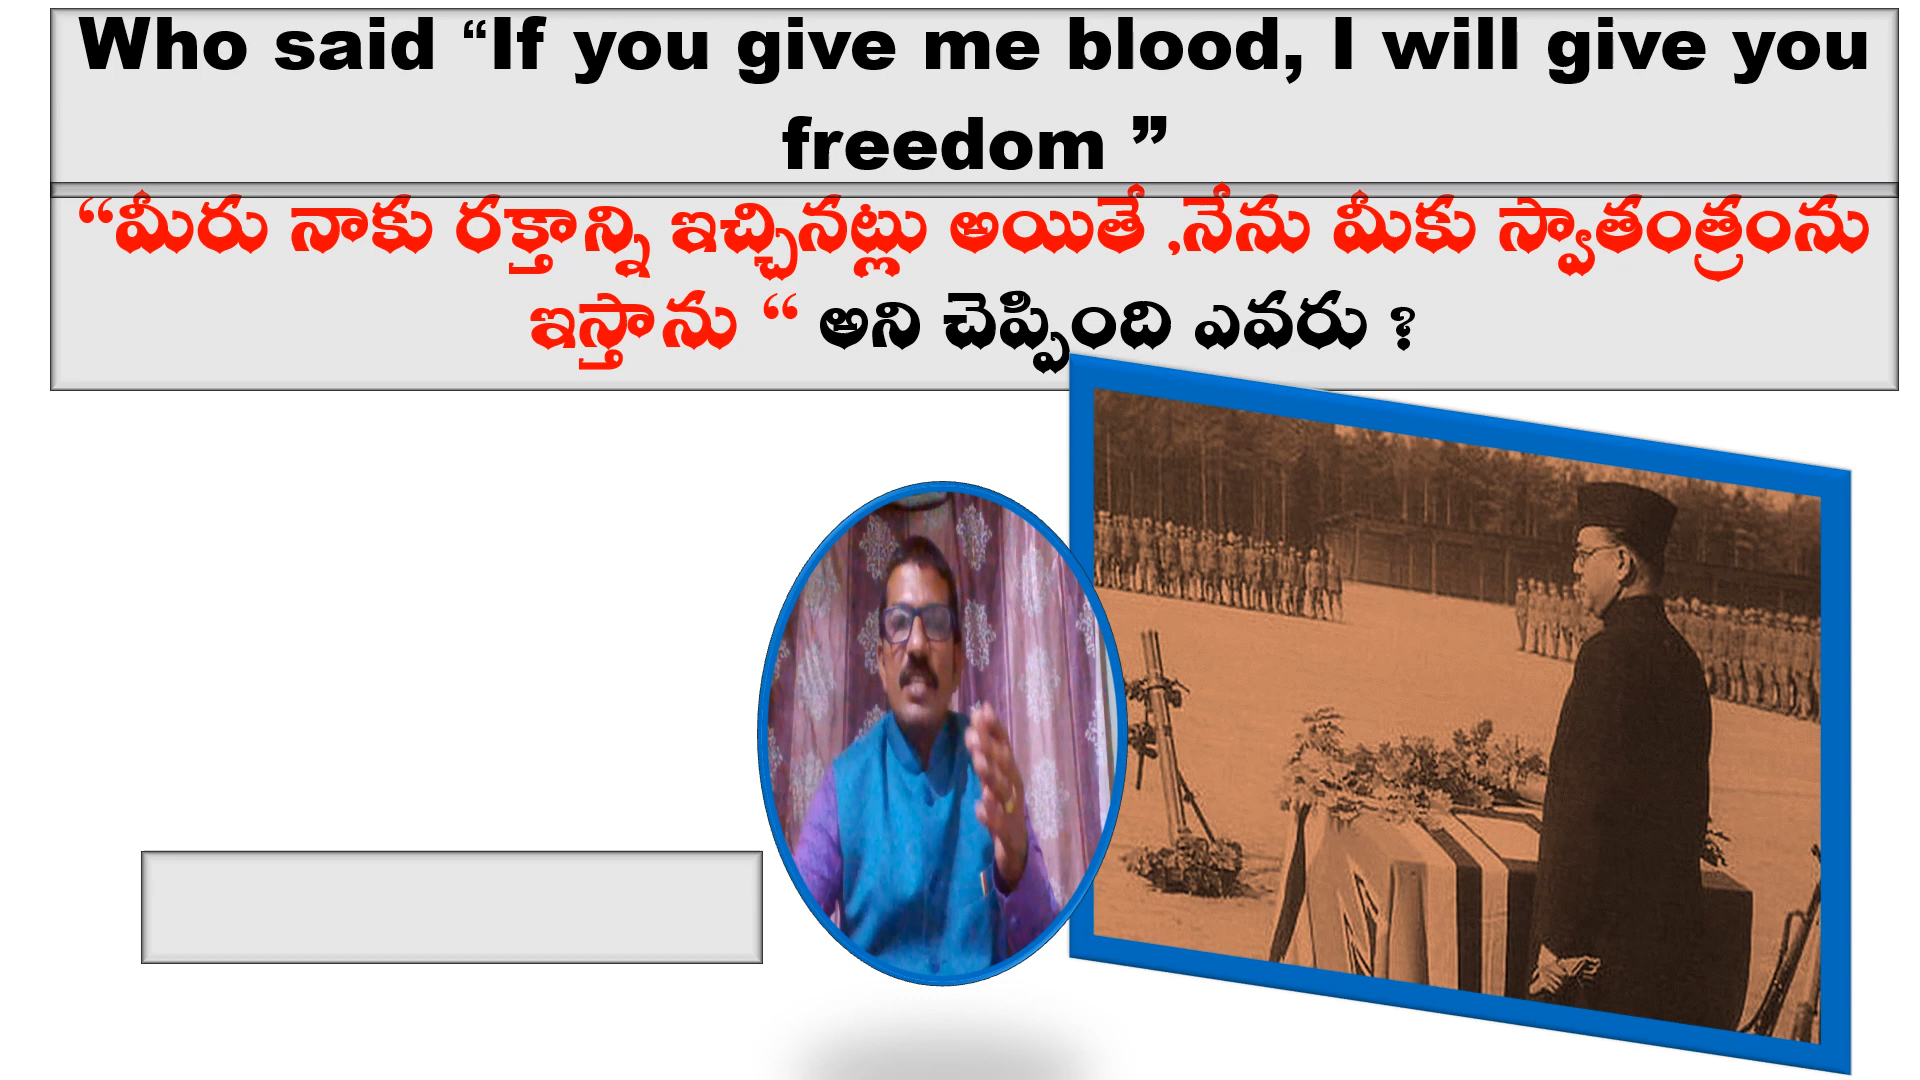 Who said “If you give me blood, I will give you
freedom ”
“మీరు నాకు రక్తాన్ని ఇచ్చినట్లు అయితే ,నేను మీకు స్వాతంత్రంను
ఇస్తాను “ అని చెప్పింది ఎవరు ?